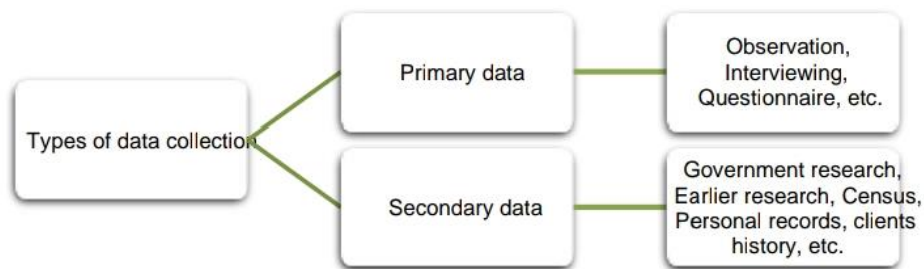 Types of data collection
Primary data
Observation,
Interviewing,
Questionnaire, etc.
Secondary data
Government research,
Earlier research, Census,
Personal records, clients
history, etc.